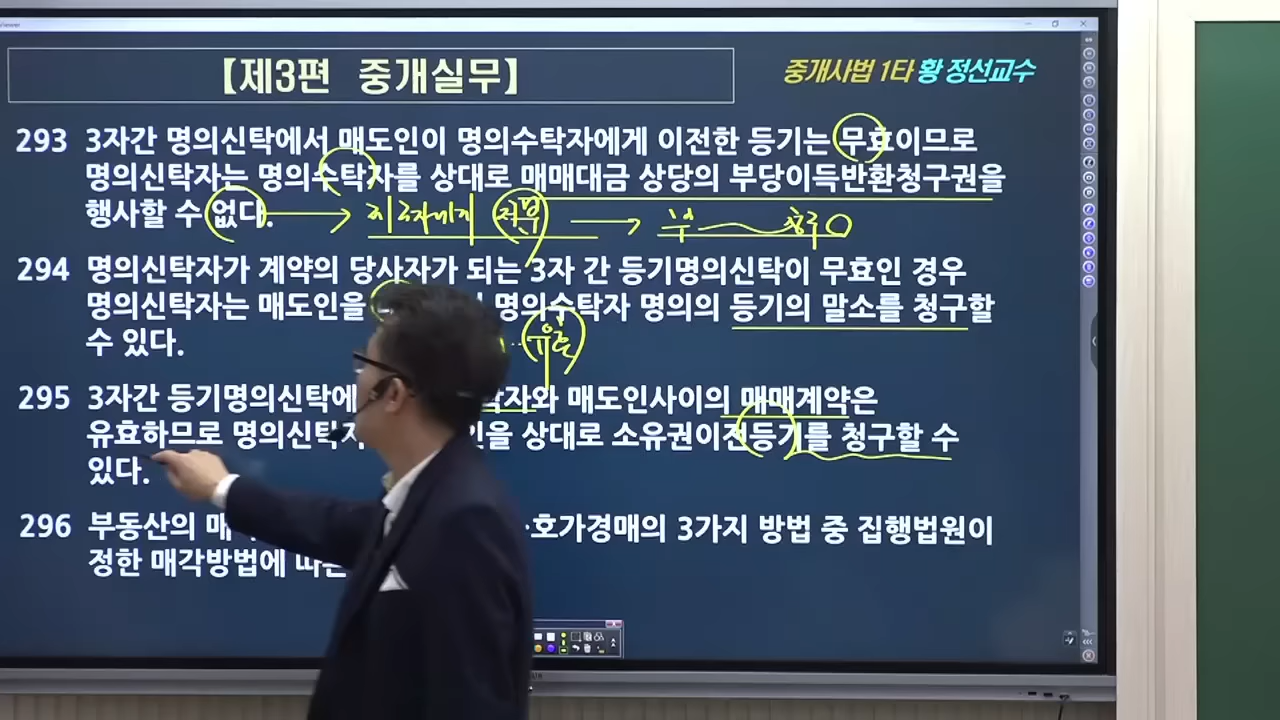 【제3편 중개실무】
중개사법 1타 황정선교수
293 3자간 명의신탁에서 매도인이 명의수탁자에게 이전한 등기는 무효이므로
명의신탁자는 명의수탁자를 상대로 매매대금 상당의 부당이득반환청구권을
행사할 수 없다.
제3자에게 처분
부 청구
294 명의신탁자가 계약의 당사자가 되는 3자 간 등기명의신탁이 무효인 경우
명의신탁자는 매도인을 명의수탁자 명의의 등기의 말소를 청구할
수 있다.
유효
295 3자간 등기명의신탁에 자와 매도인사이의 매매계약은
유효하므로 명의신탁 을 상대로 소유권이전등기를 청구할 수
있다.
296 부동산의 호가경매의 3가지 방법 중 집행법원이
정한 매각방법에